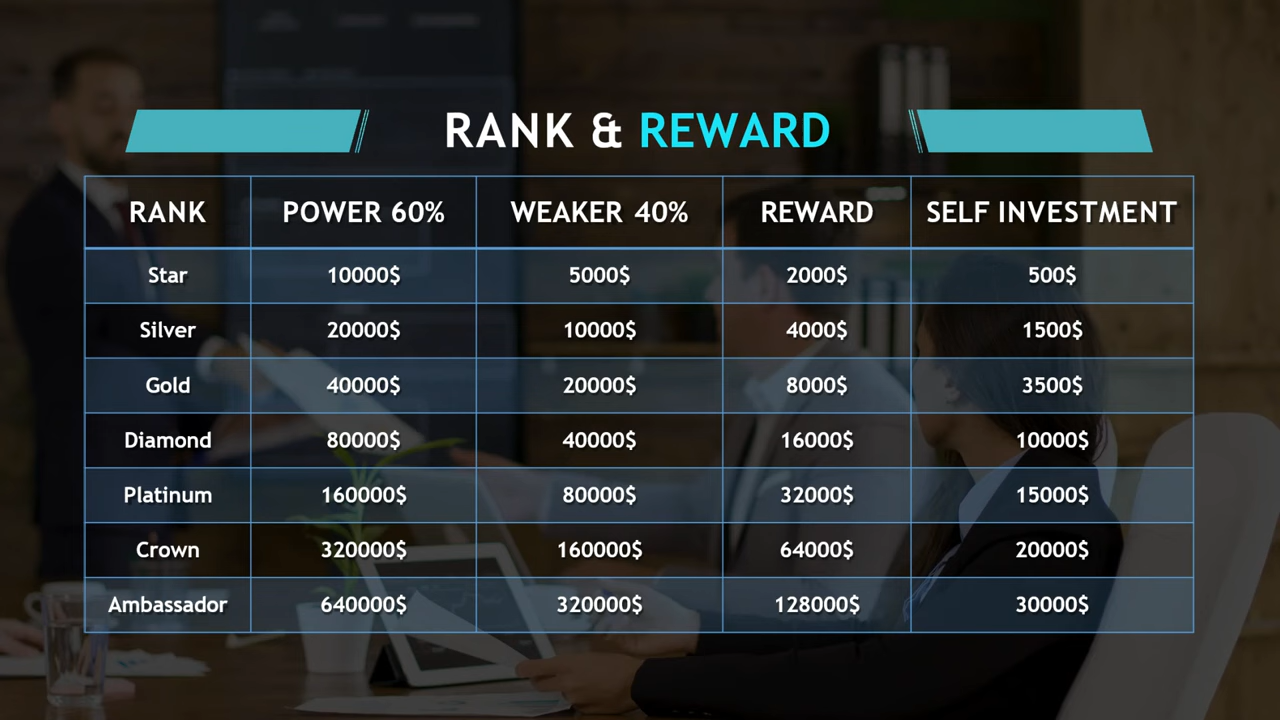 RANK & REWARD
RANK POWER 60% WEAKER 40% REWARD SELF INVESTMENT
Star 10000$ 5000$ 2000$ 500$
Silver 20000$ 10000$ 4000$ 1500$
Gold 40000$ 20000$ 8000$ 3500$
Diamond 80000$ 40000$ 16000$ 10000$
Platinum 160000$ 80000$ 32000$ 15000$
Crown 320000$ 160000$ 64000$ 20000$
Ambassador 640000$ 320000$ 128000$ 30000$